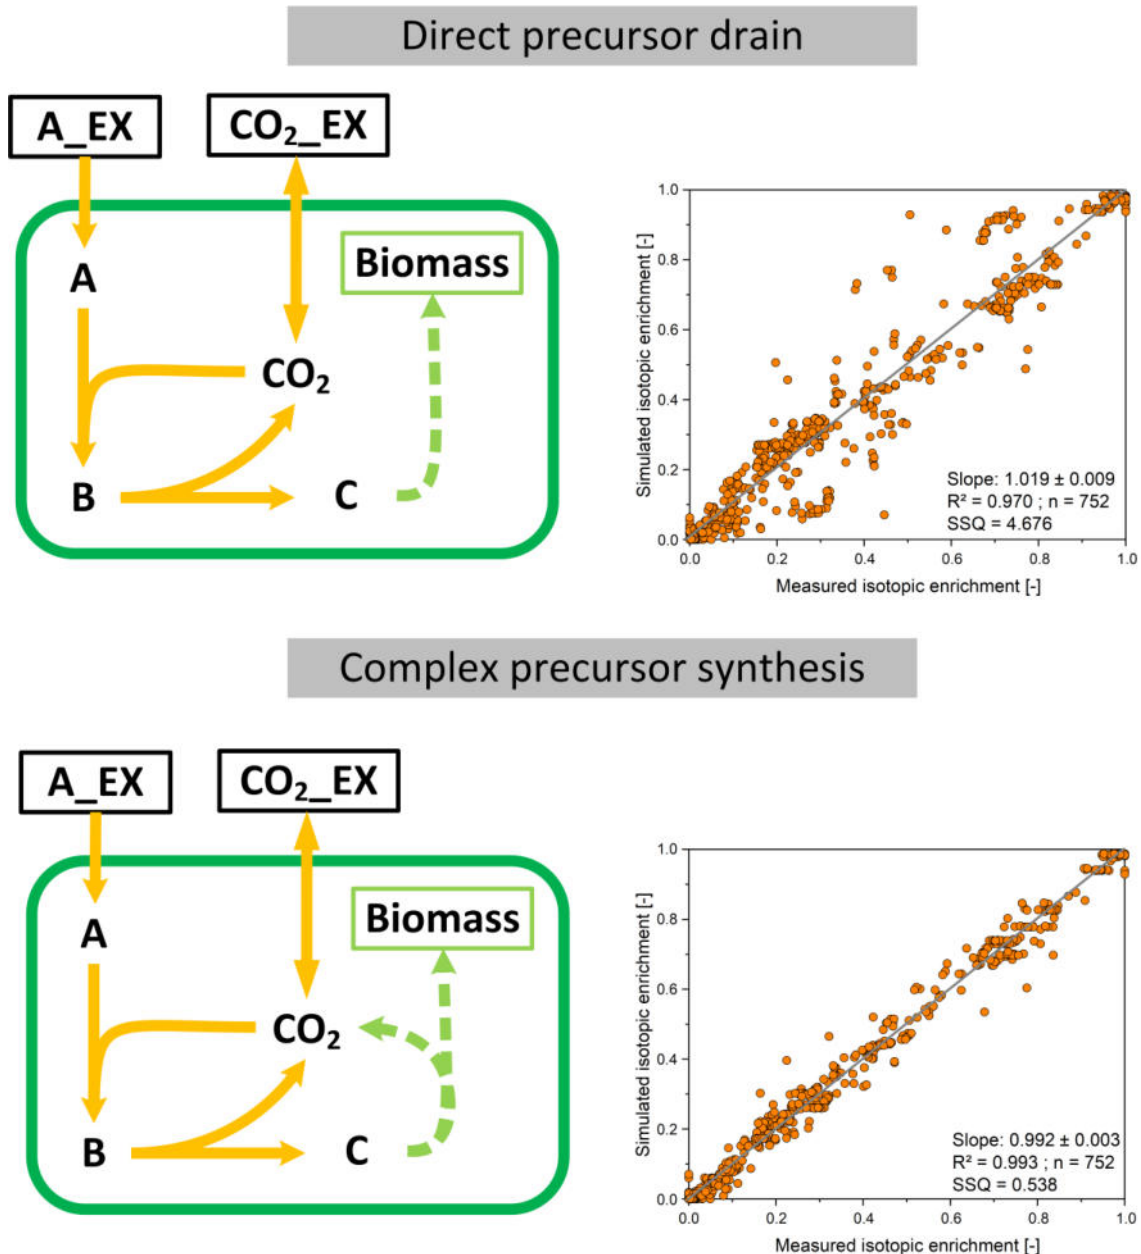 Direct precursor drain
A_EX
CO₂_EX
A
Biomass
CO₂
B
C
Simulated isotopic enrichment [-]
1.0
0.8
0.6
0.4
0.2
0.0
Slope: 1.019 ± 0.009
R² = 0.970 ; n = 752
SSQ = 4.676
0.0 0.2 0.4 0.6 0.8 1.0
Measured isotopic enrichment [-]
Complex precursor synthesis
A_EX
CO₂_EX
A
Biomass
CO₂
B
C
Simulated isotopic enrichment [-]
1.0
0.8
0.6
0.4
0.2
0.0
Slope: 0.992 ± 0.003
R² = 0.993 ; n = 752
SSQ = 0.538
0.0 0.2 0.4 0.6 0.8 1.0
Measured isotopic enrichment [-]